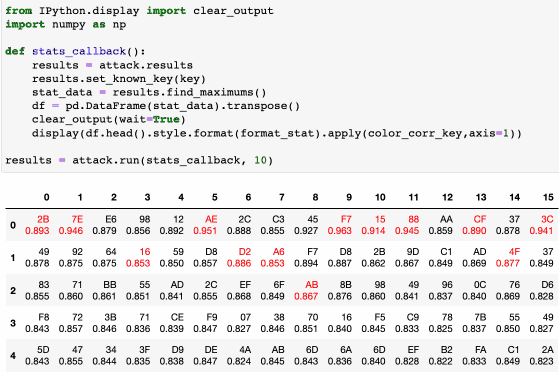 from IPython.display import clear_output
import numpy as np
def stats_callback():
results = attack.results
results.set_known_key(key)
stat_data = results.find_maximums()
df = pd.DataFrame(stat_data).transpose()
clear_output(wait=True)
display(df.head().style.format(format_stat).apply(color_corr_key,axis=1))
results = attack.run(stats_callback, 10)
0 1 2 3 4 5 6 7 8 9 10 11 12 13 14 15
0 2B 7E E6 98 12 AE 2C C3 45 F7 15 88 AA CF 37 3C
0.893 0.946 0.879 0.856 0.892 0.951 0.888 0.855 0.927 0.963 0.914 0.945 0.859 0.890 0.878 0.941
1 49 92 64 16 59 D8 D2 A6 F7 D8 2B 9D C1 AD 4F 37
0.878 0.875 0.875 0.853 0.850 0.857 0.886 0.853 0.894 0.887 0.862 0.867 0.849 0.869 0.877 0.849
2 83 71 BB 55 AD 2C EF 6F AB 8B 98 49 96 0C 76 D6
0.855 0.860 0.861 0.851 0.841 0.855 0.868 0.849 0.867 0.876 0.860 0.841 0.837 0.840 0.869 0.828
3 F8 72 3B 71 CE F9 07 38 70 16 F5 C9 78 7B 55 49
0.843 0.857 0.846 0.836 0.839 0.847 0.827 0.846 0.851 0.840 0.845 0.833 0.825 0.837 0.850 0.827
4 5D 47 34 3F D9 DE 4A AB 6D 6A 6D EF B2 FA C1 2A
0.843 0.855 0.844 0.835 0.838 0.847 0.824 0.845 0.843 0.836 0.840 0.828 0.822 0.833 0.849 0.823